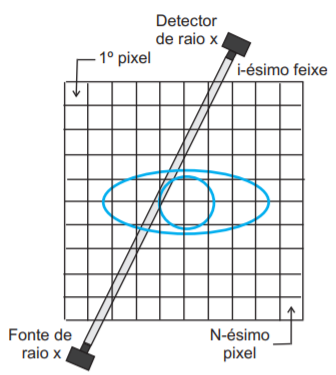 Detector
de raio x
1º pixel
i-ésimo feixe
Fonte de
raio x
N-ésimo
pixel